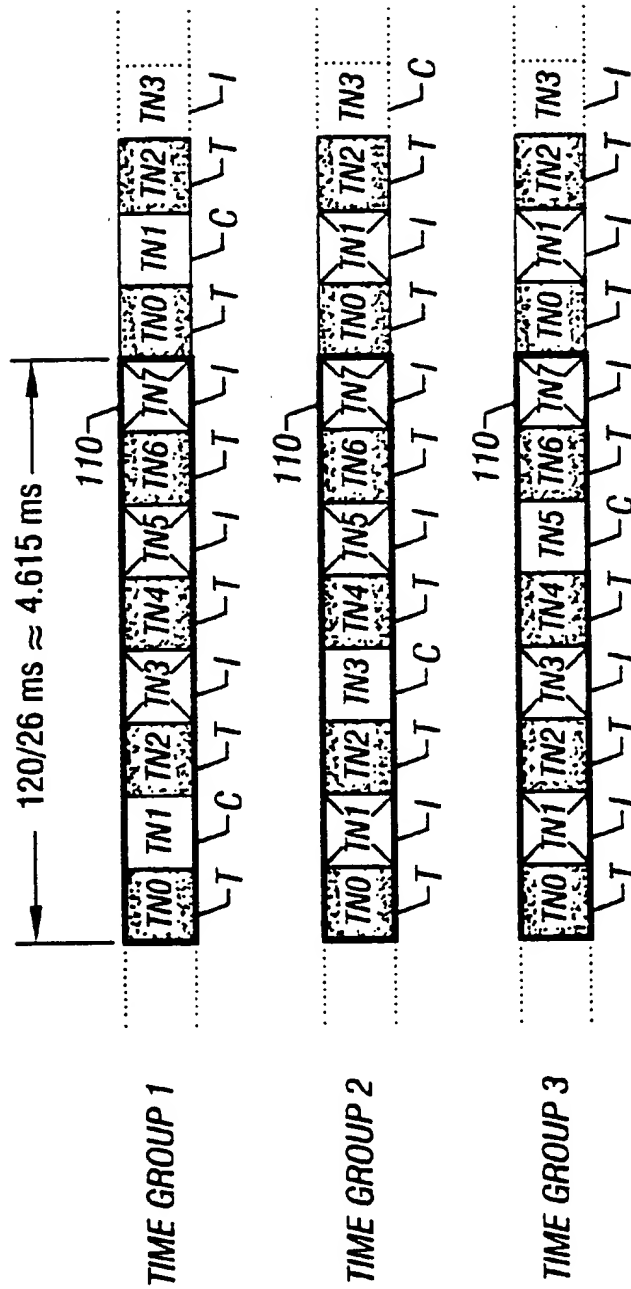 120/26 ms ≈ 4.615 ms
TIME GROUP 1
110
TN0 TN1 TN2 TN3 TN4 TN5 TN6 TN7 TN0 TN1 TN2 TN3
T C T I T I T I T C T I
TIME GROUP 2
110
TN0 TN1 TN2 TN3 TN4 TN5 TN6 TN7 TN0 TN1 TN2 TN3
T I T C T I T I T I T C
TIME GROUP 3
110
TN0 TN1 TN2 TN3 TN4 TN5 TN6 TN7 TN0 TN1 TN2 TN3
T I T I T C T I T I T I